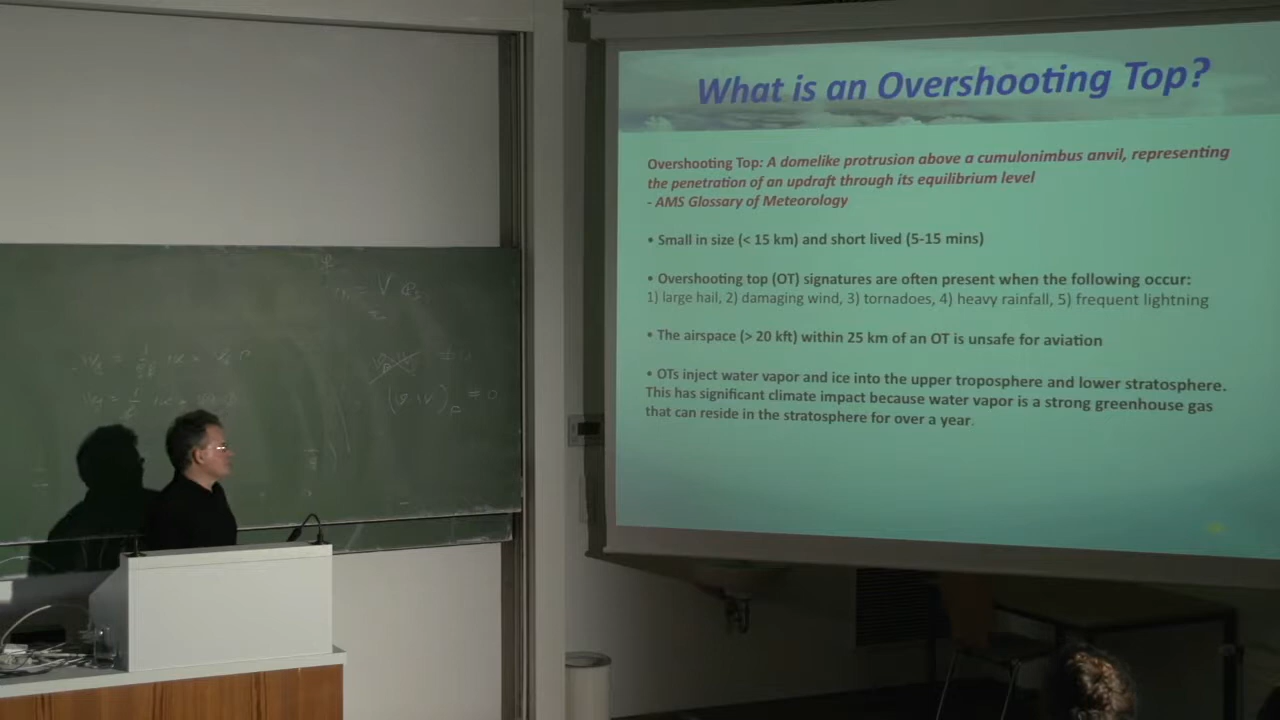 What is an Overshooting Top?
Overshooting Top: A domelike protrusion above a cumulonimbus anvil, representing
the penetration of an updraft through its equilibrium level
- AMS Glossary of Meteorology
• Small in size (< 15 km) and short lived (5-15 mins)
• Overshooting top (OT) signatures are often present when the following occur:
1) large hail, 2) damaging wind, 3) tornadoes, 4) heavy rainfall, 5) frequent lightning
• The airspace (> 20 kft) within 25 km of an OT is unsafe for aviation
• OTs inject water vapor and ice into the upper troposphere and lower stratosphere.
This has significant climate impact because water vapor is a strong greenhouse gas
that can reside in the stratosphere for over a year.